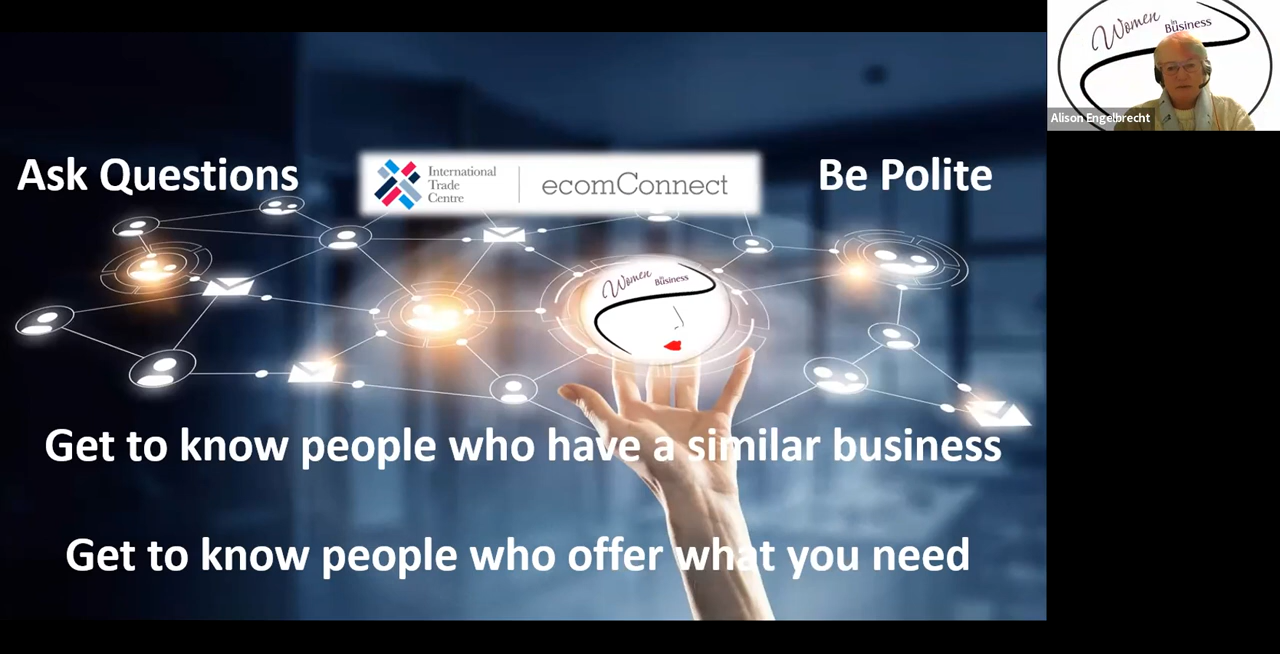 Women
in
Business
Alison Engelbrecht
Ask Questions
International
Trade
Centre
ecomConnect
Be Polite
Women
in
Business
Get to know people who have a similar business
Get to know people who offer what you need